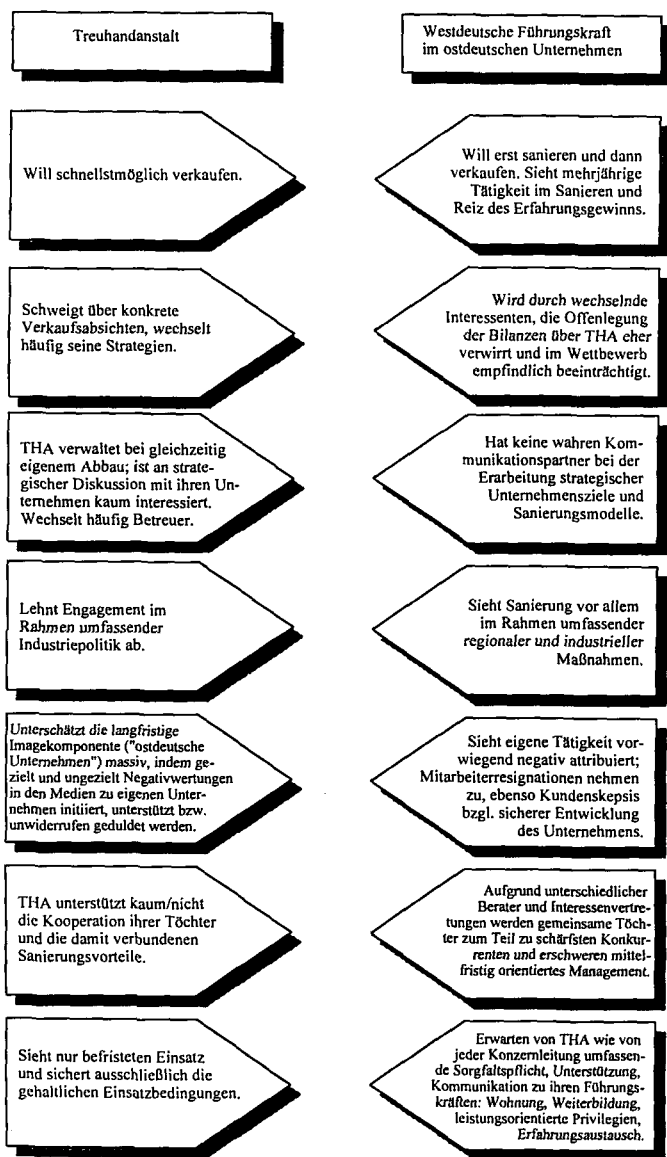 Treuhandanstalt
Westdeutsche Führungskraft
im ostdeutschen Unternehmen
Will schnellstmöglich verkaufen.
Will erst sanieren und dann
verkaufen. Sieht mehrjährige
Tätigkeit im Sanieren und
Reiz des Erfahrungsgewinns.
Schweigt über konkrete
Verkaufsabsichten, wechselt
häufig seine Strategien.
Wird durch wechselnde
Interessenten, die Offenlegung
der Bilanzen über THA eher
verwirrt und im Wettbewerb
empfindlich beeinträchtigt.
THA verwaltet bei gleichzeitig
eigenem Abbau; ist an strate-
gischer Diskussion mit ihren Un-
ternehmen kaum interessiert.
Wechselt häufig Betreuer.
Hat keine wahren Kom-
munikationspartner bei der
Erarbeitung strategischer
Unternehmensziele und
Sanierungsmodelle.
Lehnt Engagement im
Rahmen umfassender
Industriepolitik ab.
Sieht Sanierung vor allem
im Rahmen umfassender
regionaler und industrieller
Maßnahmen.
Unterschätzt die langfristige
Imagekomponente ("ostdeutsche
Unternehmen") massiv, indem ge-
zielt und ungezielt Negativwertungen
in den Medien zu eigenen Unter-
nehmen initiiert, unterstützt bzw.
unwiderrufen geduldet werden.
Sieht eigene Tätigkeit vor-
wiegend negativ attribuiert;
Mitarbeiterresignationen nehmen
zu, ebenso Kundenskepsis
bzgl. sicherer Entwicklung
des Unternehmens.
THA unterstützt kaum/nicht
die Kooperation ihrer Töchter
und die damit verbundenen
Sanierungsvorteile.
Aufgrund unterschiedlicher
Berater und Interessenvertre-
tungen werden gemeinsame Töch-
ter zum Teil zu schärfsten Konkur-
renten und erschweren mittel-
fristig orientiertes Management.
Sieht nur befristeten Einsatz
und sichert ausschließlich die
gehaltlichen Einsatzbedingungen.
Erwarten von THA wie von
jeder Konzernleitung umfassen-
de Sorgfaltspflicht, Unterstützung,
Kommunikation zu ihren Führungs-
kräften: Wohnung, Weiterbildung,
leistungsorientierte Privilegien,
Erfahrungsaustausch.